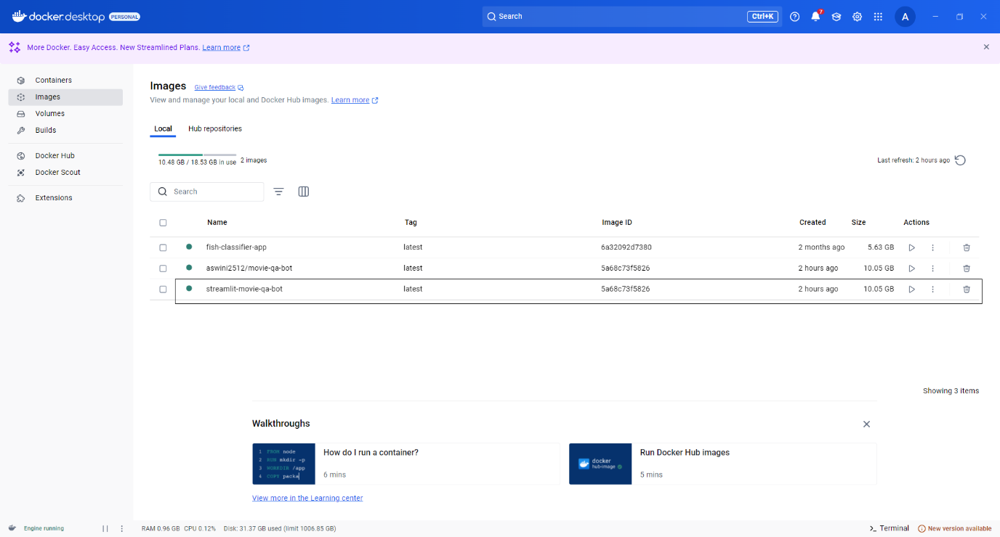 docker.desktop PERSONAL
Search
Ctrl+K
7
A
More Docker. Easy Access. New Streamlined Plans. Learn more
Containers
Images
Volumes
Builds
Docker Hub
Docker Scout
Extensions
Images Give feedback
View and manage your local and Docker Hub images. Learn more
Local Hub repositories
10.48 GB / 18.53 GB in use 2 images
Last refresh: 2 hours ago
Search
Name Tag Image ID Created Size Actions
fish-classifier-app latest 6a32092d7380 2 months ago 5.63 GB
aswini2512/movie-qa-bot latest 5a68c73f5826 2 hours ago 10.05 GB
streamlit-movie-qa-bot latest 5a68c73f5826 2 hours ago 10.05 GB
Showing 3 items
Walkthroughs
1 FROM node
2 RUN mkdir -p
3 WORKDIR /app
4 COPY packa
How do I run a container?
6 mins
docker
hub-image
Run Docker Hub images
5 mins
View more in the Learning center
Engine running
RAM 0.96 GB CPU 0.12% Disk: 31.37 GB used (limit 1006.85 GB)
>_ Terminal
New version available